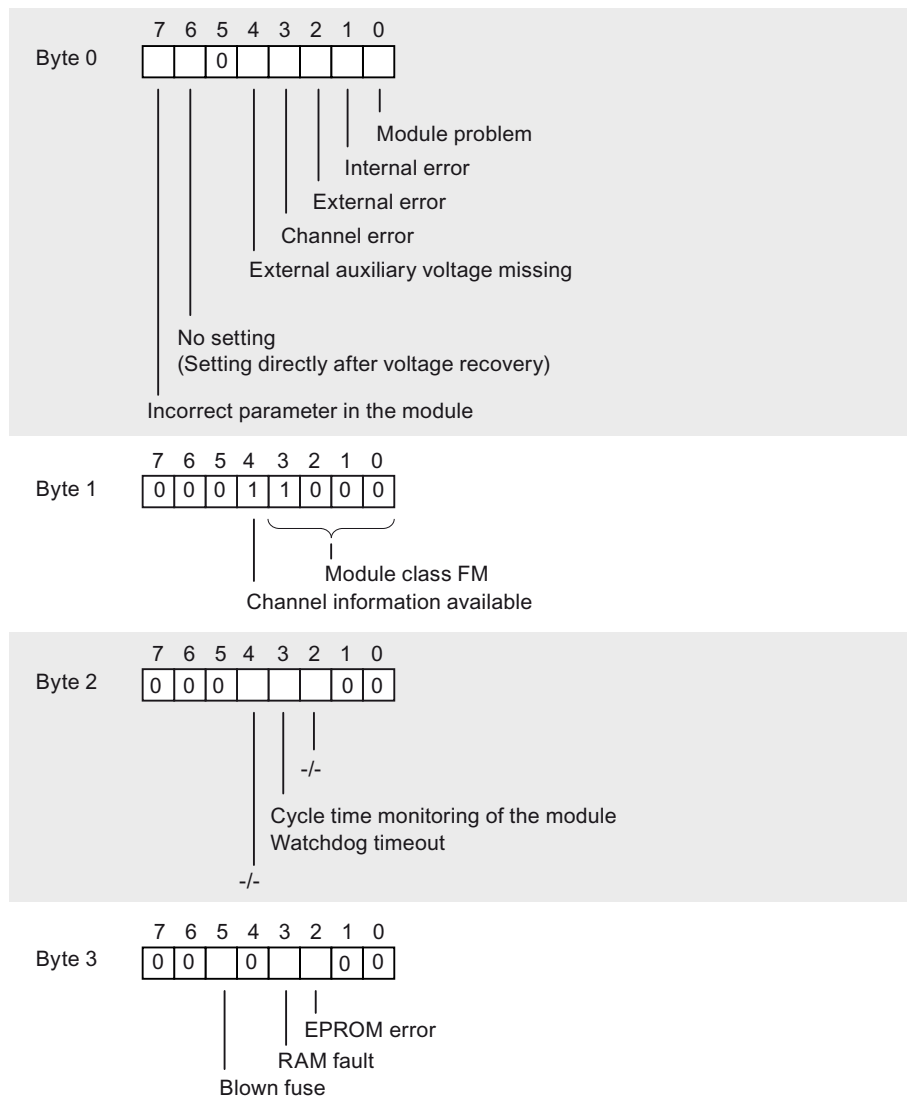 7 6 5 4 3 2 1 0
Byte 0
0
Module problem
Internal error
External error
Channel error
External auxiliary voltage missing
No setting
(Setting directly after voltage recovery)
Incorrect parameter in the module
7 6 5 4 3 2 1 0
Byte 1 0 0 0 1 1 0 0 0
Module class FM
Channel information available
7 6 5 4 3 2 1 0
Byte 2 0 0 0 0 0
-/-
Cycle time monitoring of the module
Watchdog timeout
-/-
7 6 5 4 3 2 1 0
Byte 3 0 0 0 0 0
EPROM error
RAM fault
Blown fuse